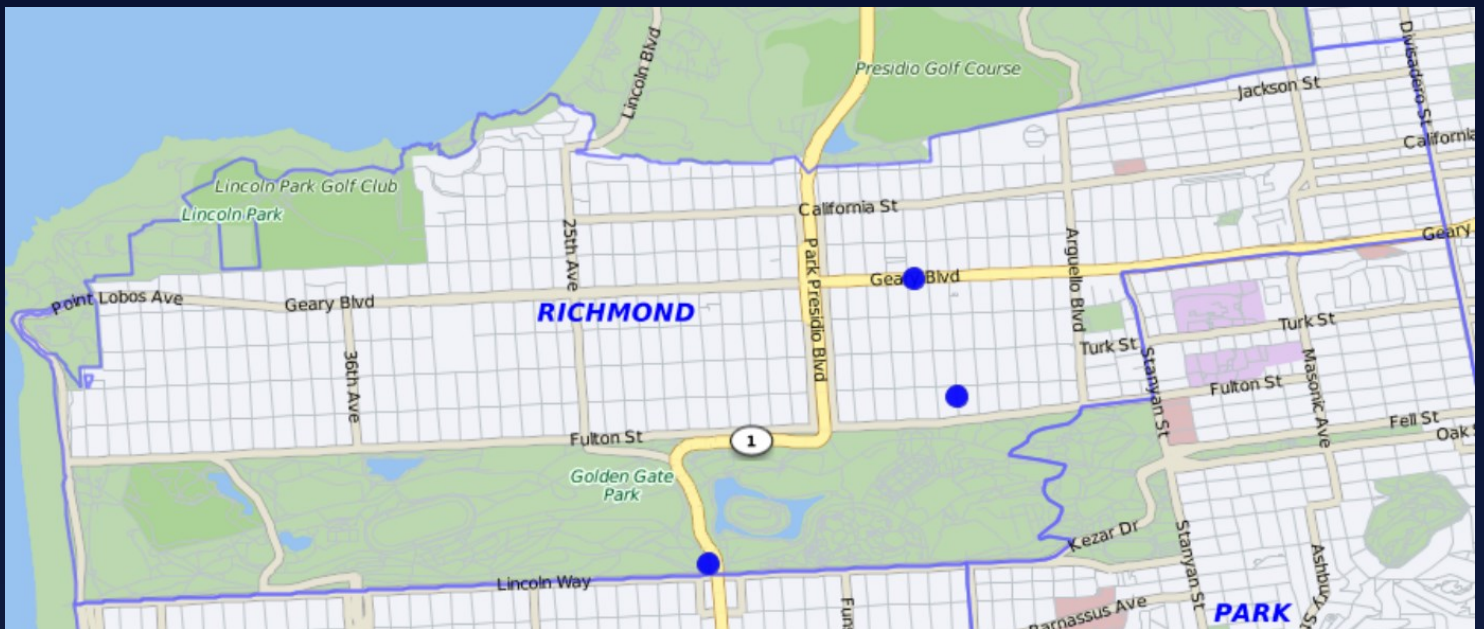 Lincoln Blvd
Divisadero St
Presidio Golf Course
Jackson St
California
Lincoln Park Golf Club
Lincoln Park
California St
25th Ave
Park Presidio Blvd
Arguello Blvd
Geary
Geary Blvd
Point Lobos Ave
Geary Blvd
RICHMOND
Turk St
Turk St
36th Ave
Stanyan St
Masonic Ave
Fulton St
Fell St
Oak
Fulton St
1
Golden Gate
Park
Kezar Dr
Stanyan St
Ashbury St
Lincoln Way
Fun
Parnassus Ave
PARK